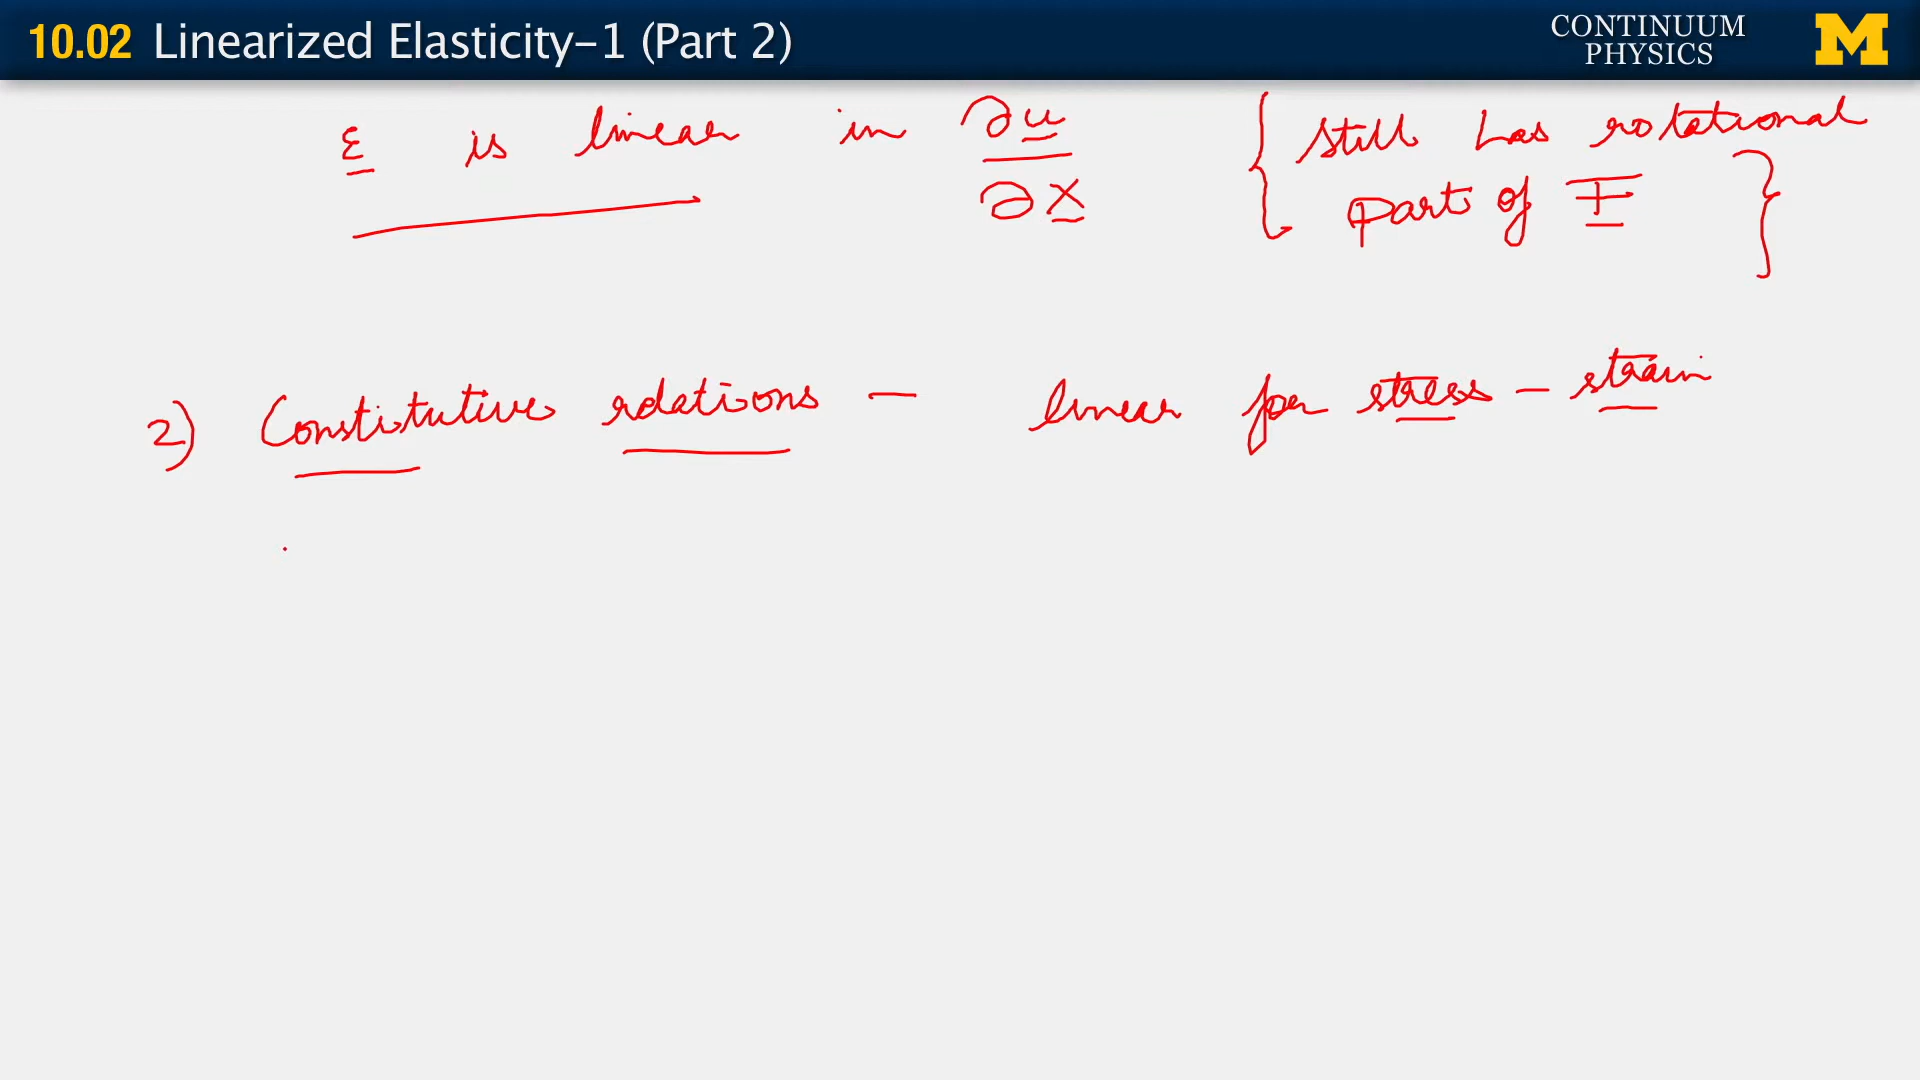 10.02 Linearized Elasticity-1 (Part 2)
CONTINUUM
PHYSICS
M
ε is linear in ∂u/∂X { still has rotational
part of F }
2) Constitutive relations — linear for stress - strain